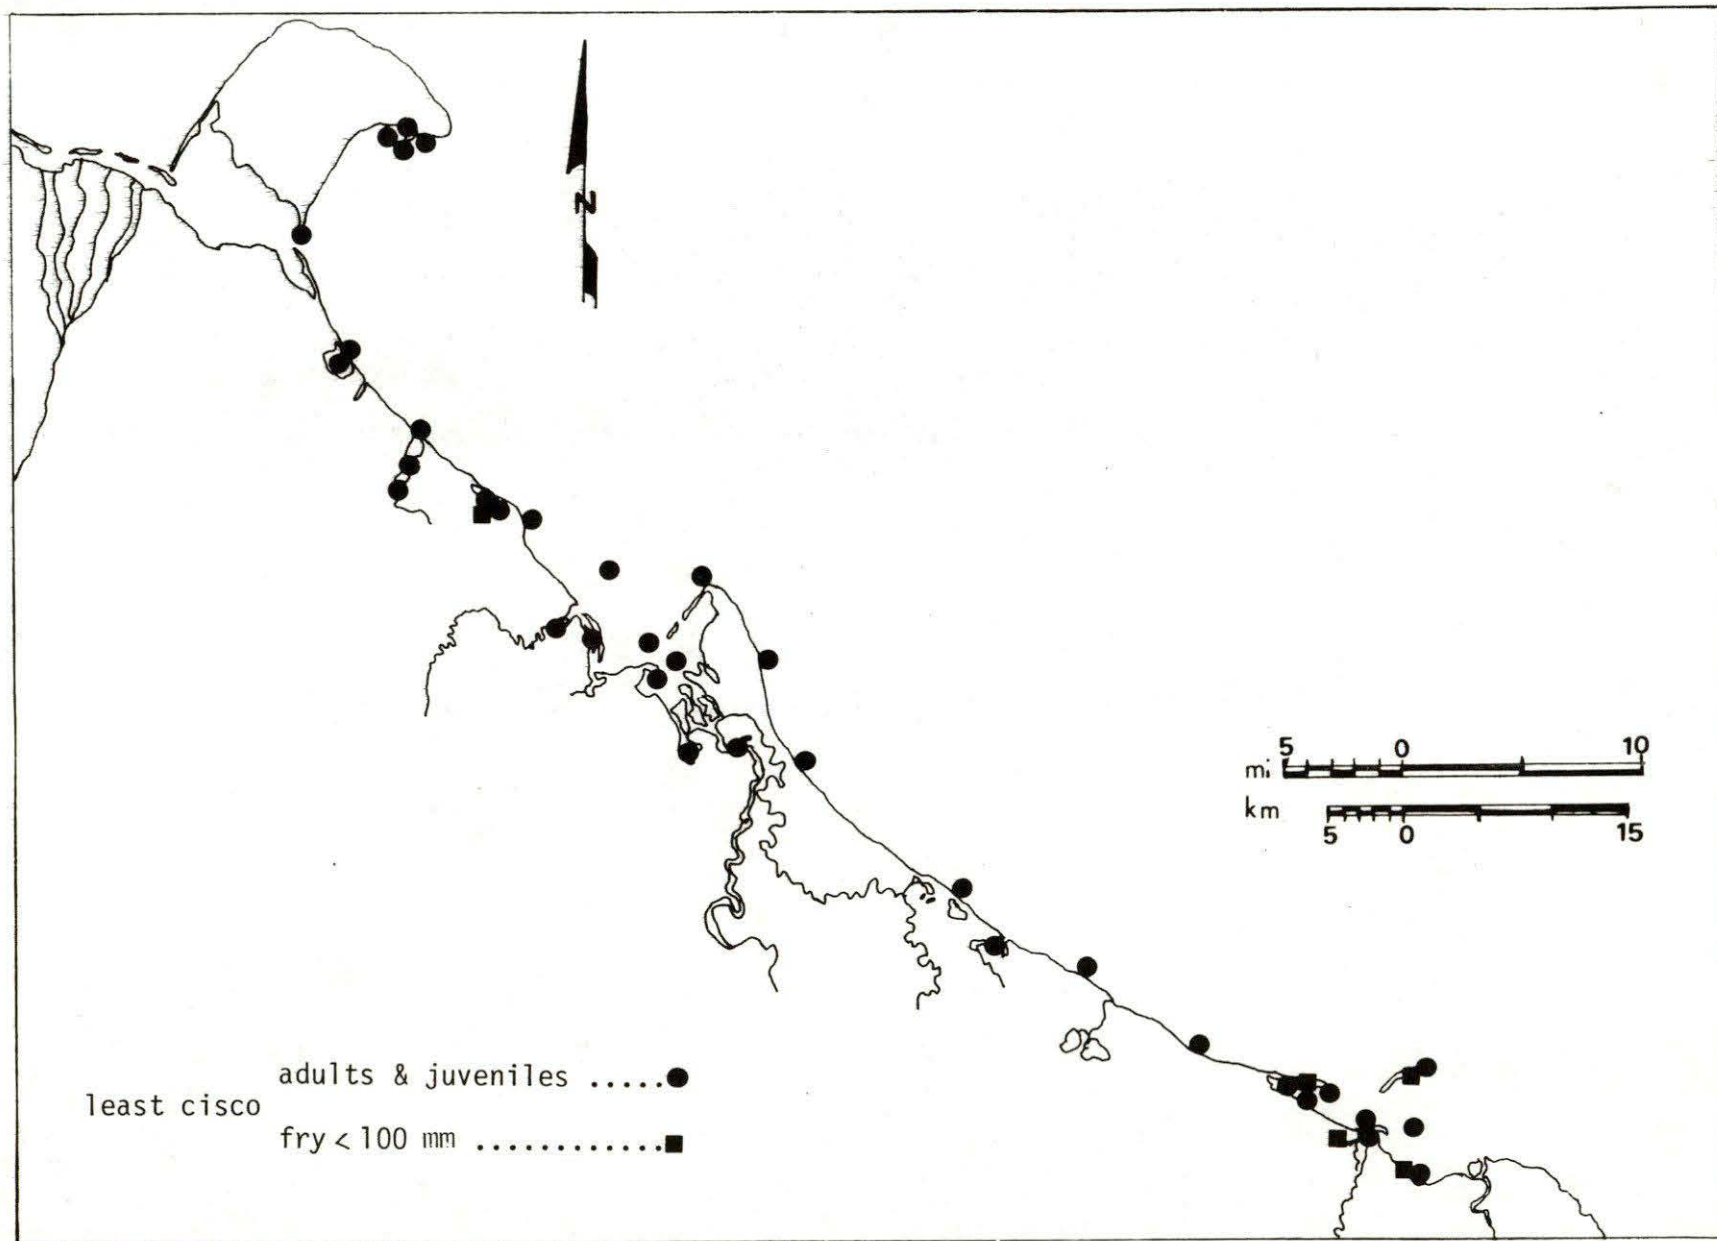 N
5 0 10
mi
km
5 0 15
adults & juveniles .....
least cisco
fry < 100 mm ............